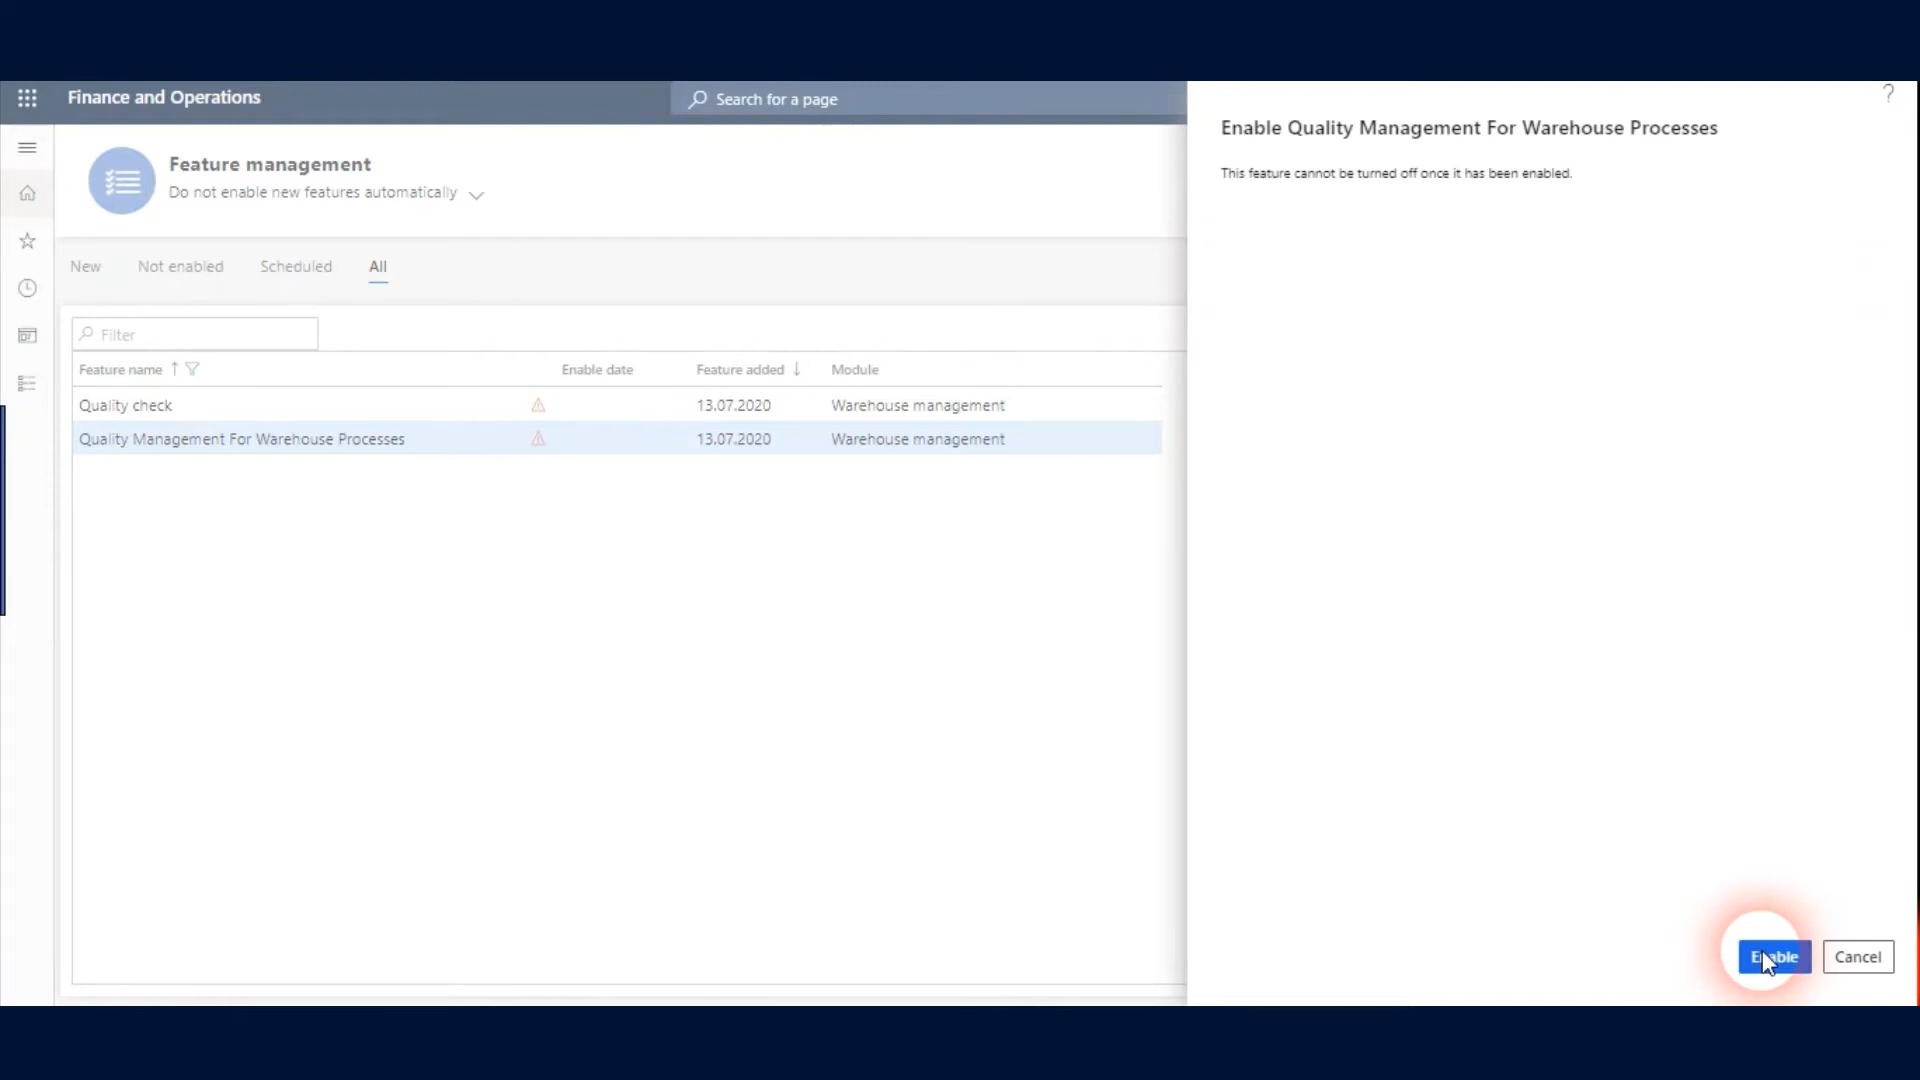 Finance and Operations
Search for a page
?
Feature management
Do not enable new features automatically
New Not enabled Scheduled All
Filter
Feature name Enable date Feature added Module
Quality check 13.07.2020 Warehouse management
Quality Management For Warehouse Processes 13.07.2020 Warehouse management
Enable Quality Management For Warehouse Processes
This feature cannot be turned off once it has been enabled.
Enable Cancel